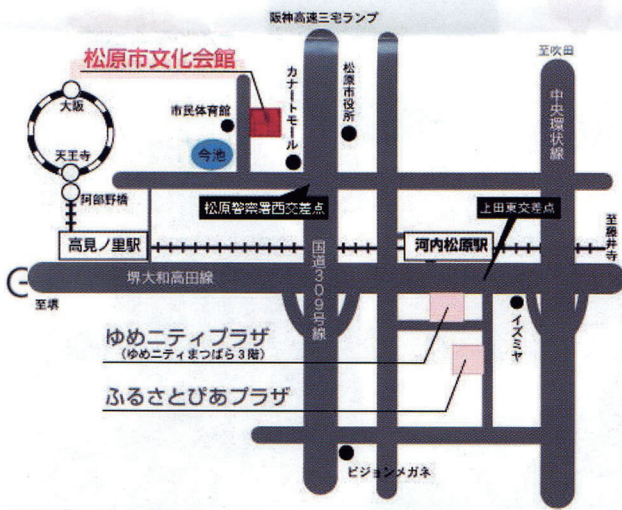 阪神高速三宅ランプ
至吹田
松原市文化会館
カナートモール
松原市役所
中央環状線
大阪
市民体育館
天王寺
今池
阿部野橋
松原警察署西交差点
上田東交差点
至藤井寺
高見ノ里駅
河内松原駅
国道309号線
堺大和高田線
至堺
イズミヤ
ゆめニティプラザ
(ゆめニティまつばら3階)
ふるさとぴあプラザ
ビジョンメガネ